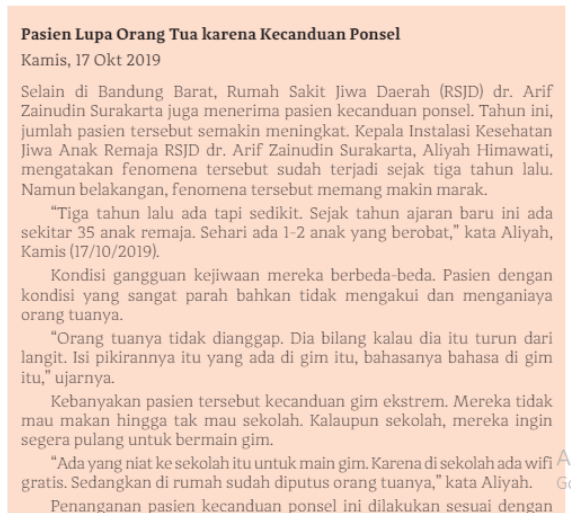 Pasien Lupa Orang Tua karena Kecanduan Ponsel
Kamis, 17 Okt 2019
Selain di Bandung Barat, Rumah Sakit Jiwa Daerah (RSJD) dr. Arif
Zainudin Surakarta juga menerima pasien kecanduan ponsel. Tahun ini,
jumlah pasien tersebut semakin meningkat. Kepala Instalasi Kesehatan
Jiwa Anak Remaja RSJD dr. Arif Zainudin Surakarta, Aliyah Himawati,
mengatakan fenomena tersebut sudah terjadi sejak tiga tahun lalu.
Namun belakangan, fenomena tersebut memang makin marak.
“Tiga tahun lalu ada tapi sedikit. Sejak tahun ajaran baru ini ada
sekitar 35 anak remaja. Sehari ada 1-2 anak yang berobat,” kata Aliyah,
Kamis (17/10/2019).
Kondisi gangguan kejiwaan mereka berbeda-beda. Pasien dengan
kondisi yang sangat parah bahkan tidak mengakui dan menganiaya
orang tuanya.
“Orang tuanya tidak dianggap. Dia bilang kalau dia itu turun dari
langit. Isi pikirannya itu yang ada di gim itu, bahasanya bahasa di gim
itu,” ujarnya.
Kebanyakan pasien tersebut kecanduan gim ekstrem. Mereka tidak
mau makan hingga tak mau sekolah. Kalaupun sekolah, mereka ingin
segera pulang untuk bermain gim.
“Ada yang niat ke sekolah itu untuk main gim. Karena di sekolah ada wifi
gratis. Sedangkan di rumah sudah diputus orang tuanya,” kata Aliyah.
Penanganan pasien kecanduan ponsel ini dilakukan sesuai dengan